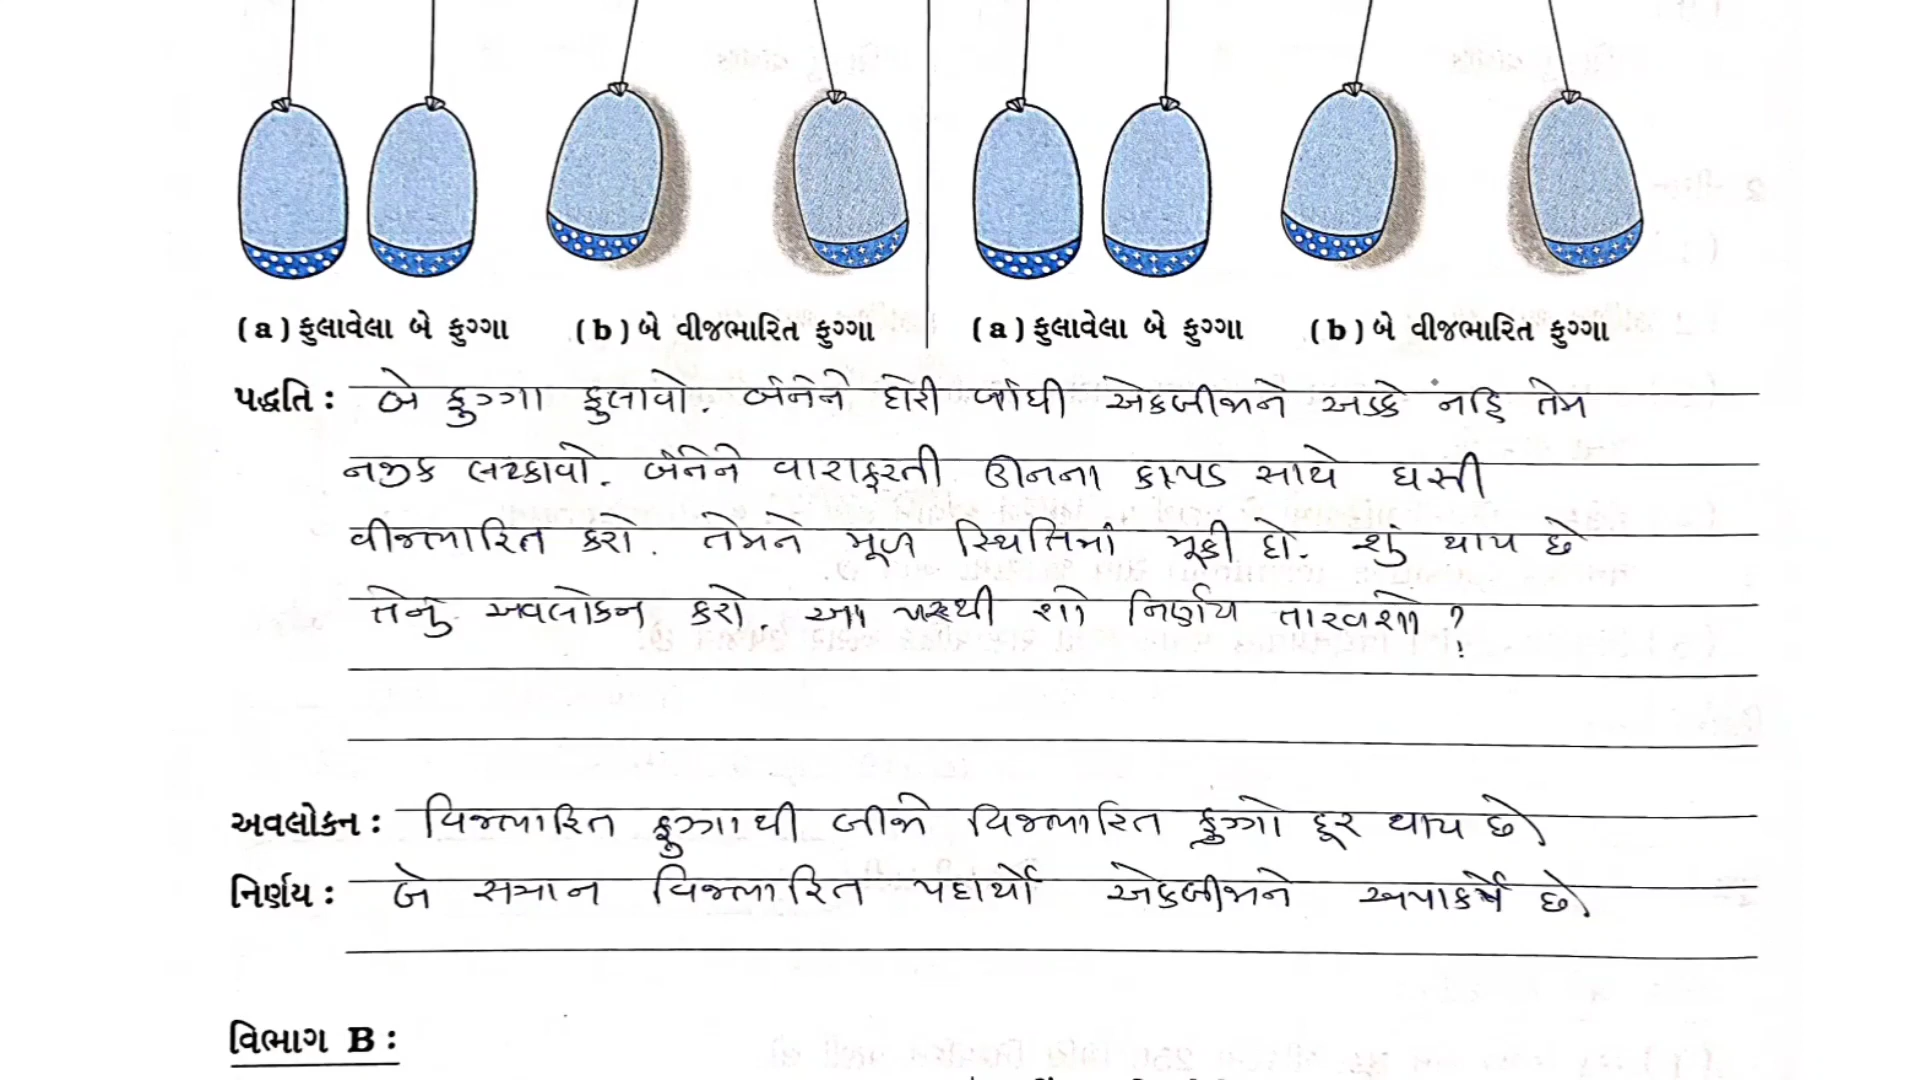 (a) ફુલાવેલા બે ફુગ્ગા (b) બે વીજભારિત ફુગ્ગા (a) ફુલાવેલા બે ફુગ્ગા (b) બે વીજભારિત ફુગ્ગા
પદ્ધતિ : બે ફુગ્ગા ફુલાવો. બંનેને દોરી બાંધી એકબીજાને અડકે નહિ તેમ
નજીક લટકાવો. બંનેને વારાફરતી ઊનના કાપડ સાથે ઘસી
વીજભારિત કરો. તેમને મૂળ સ્થિતિમાં મૂકી દો. શું થાય છે
તેનું અવલોકન કરો. આ પરથી શો નિર્ણય તારવશો ?
અવલોકન : વિજભારિત ફુગ્ગાથી બીજો વિજભારિત ફુગ્ગો દૂર થાય છે.
નિર્ણય : બે સમાન વિજભારિત પદાર્થો એકબીજાને અપાકર્ષે છે.
વિભાગ B :